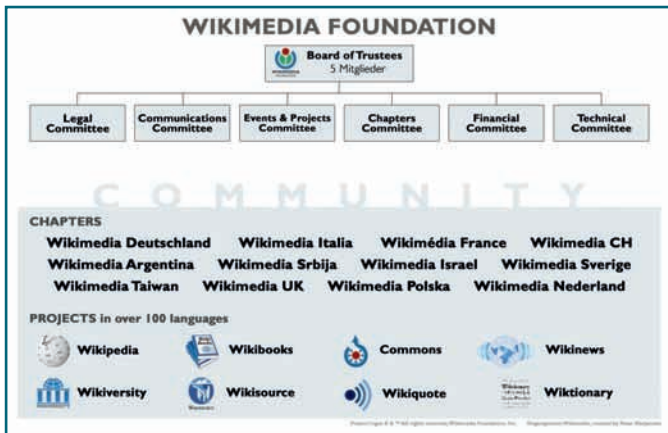 WIKIMEDIA FOUNDATION
Board of Trustees
5 Mitglieder
WIKIMEDIA
Legal Committee
Communications Committee
Events & Projects Committee
Chapters Committee
Financial Committee
Technical Committee
COMMUNITY
CHAPTERS
Wikimedia Deutschland Wikimedia Italia Wikimédia France Wikimedia CH
Wikimedia Argentina Wikimedia Srbija Wikimedia Israel Wikimedia Sverige
Wikimedia Taiwan Wikimedia UK Wikimedia Polska Wikimedia Nederland
PROJECTS in over 100 languages
Wikipedia Wikibooks Commons Wikinews
Wikiversity Wikisource Wikiquote Wiktionary